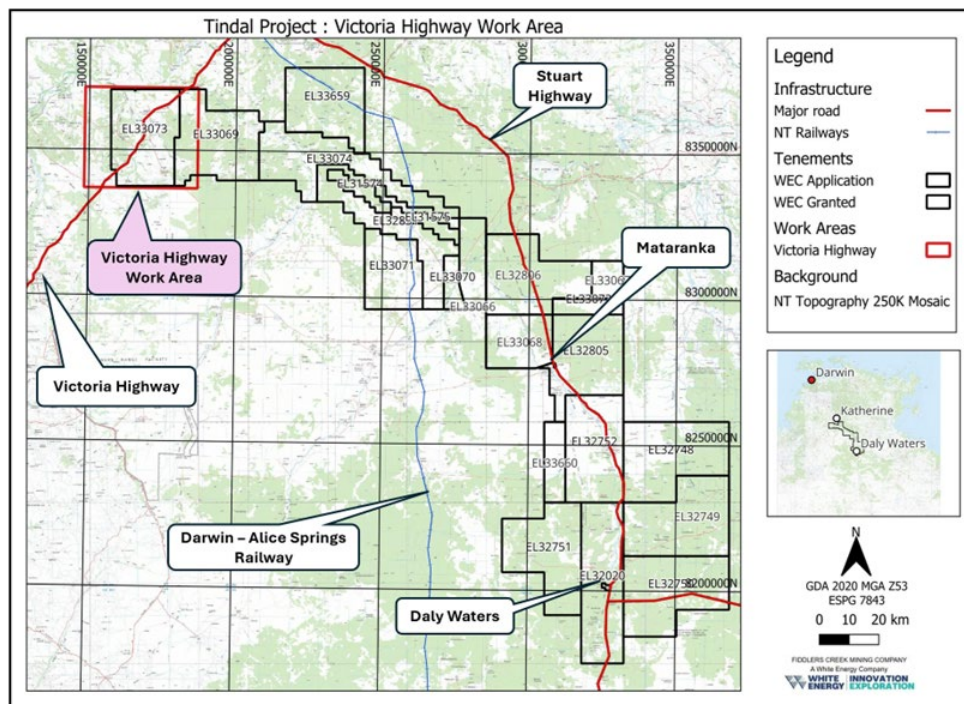 Tindal Project : Victoria Highway Work Area
150000E
200000E
250000E
350000E
Stuart
Highway
EL33659
EL33073
EL33069
8350000N
EL33074
EL31574
EL31575
Victoria Highway
Work Area
EL33071
EL33070
EL32806
Mataranka
EL33066
8300000N
EL33068
EL32805
Victoria Highway
EL32752
8250000N
EL32748
EL33660
EL32749
Darwin – Alice Springs
Railway
EL32751
EL32020
8200000N
Daly Waters
Legend
Infrastructure
Major road
NT Railways
Tenements
WEC Application
WEC Granted
Work Areas
Victoria Highway
Background
NT Topography 250K Mosaic
Darwin
Katherine
Daly Waters
N
GDA 2020 MGA Z53
ESPG 7843
0 10 20 km
FIDDLERS CREEK MINING COMPANY
A White Energy Company
WHITE ENERGY
INNOVATION EXPLORATION